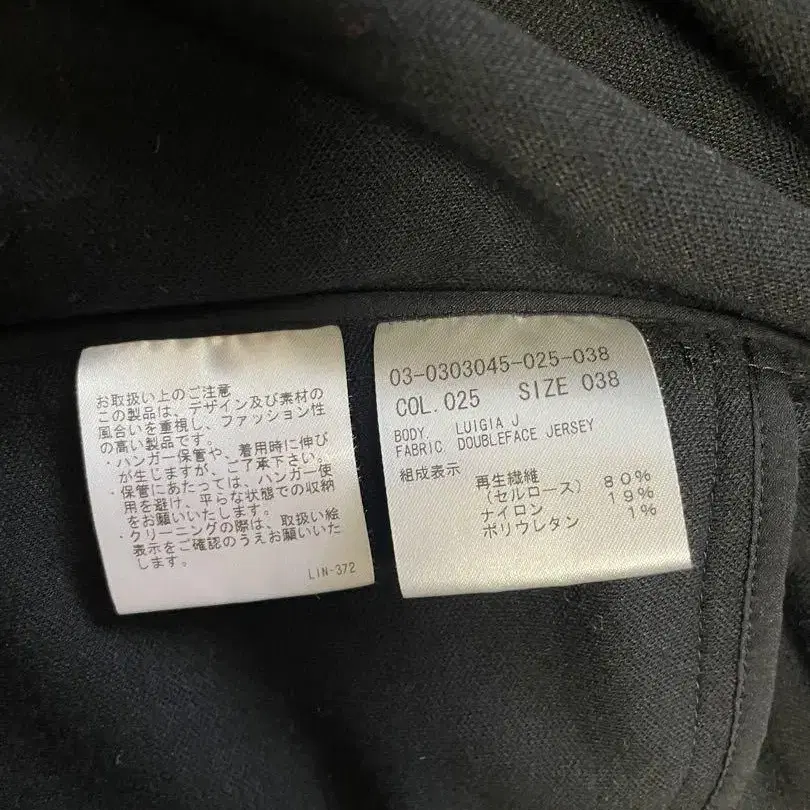 お取扱い上のご注意
この製品は、デザイン及び素材の
風合いを重視し、ファッション性
の高い製品です。
・ハンガー保管や、着用時に伸び
が生じますが、ご了承下さい。
・保管にあたっては、ハンガー使
用を避け、平らな状態での収納
をお願いいたします。
・クリーニングの際は、取扱い絵
表示をご確認のうえお願いいた
します。
LIN-372
03-0303045-025-038
COL.025 SIZE 038
BODY. LUIGIA J
FABRIC DOUBLEFACE JERSEY
組成表示
再生繊維
(セルロース) 80%
ナイロン 19%
ポリウレタン 1%